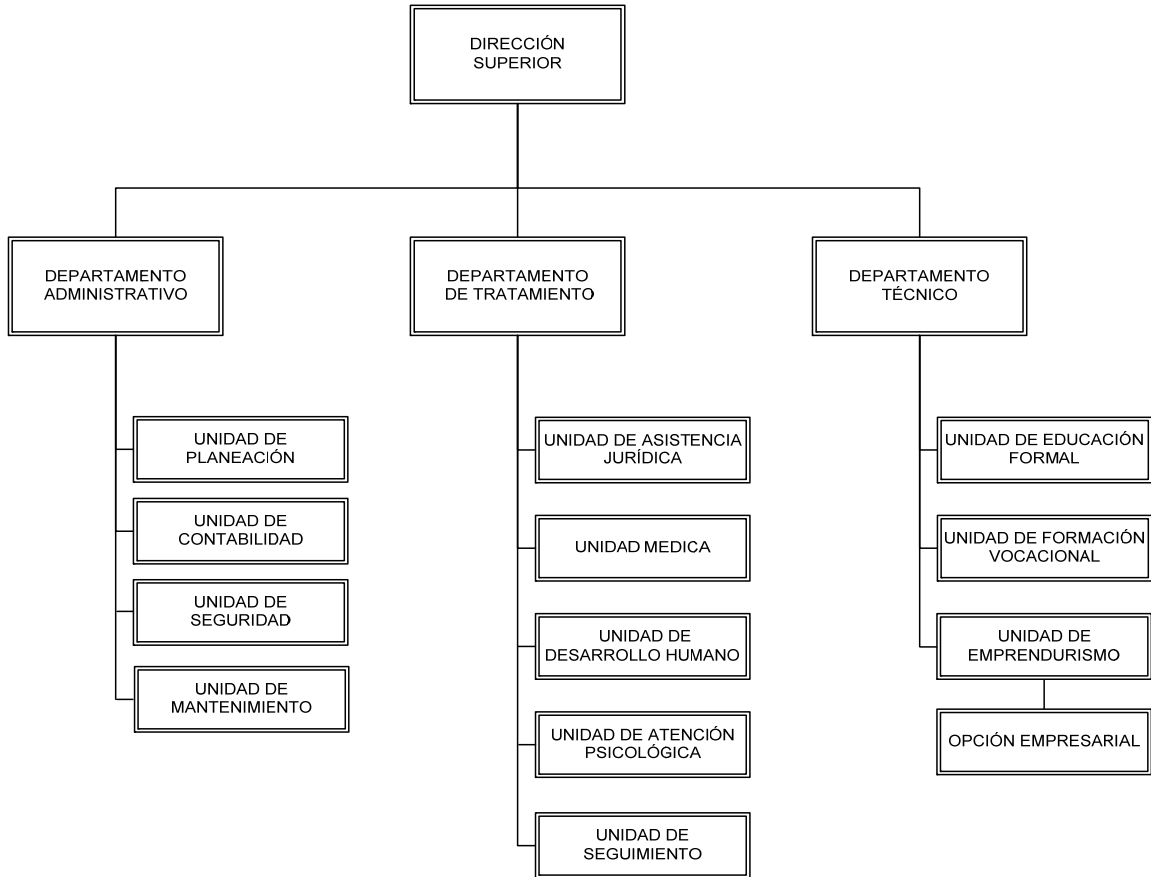 DIRECCIÓN
SUPERIOR
DEPARTAMENTO
ADMINISTRATIVO
DEPARTAMENTO
DE TRATAMIENTO
DEPARTAMENTO
TÉCNICO
UNIDAD DE
PLANEACIÓN
UNIDAD DE
CONTABILIDAD
UNIDAD DE
SEGURIDAD
UNIDAD DE
MANTENIMIENTO
UNIDAD DE ASISTENCIA
JURÍDICA
UNIDAD MEDICA
UNIDAD DE
DESARROLLO HUMANO
UNIDAD DE ATENCIÓN
PSICOLÓGICA
UNIDAD DE
SEGUIMIENTO
UNIDAD DE EDUCACIÓN
FORMAL
UNIDAD DE FORMACIÓN
VOCACIONAL
UNIDAD DE
EMPRENDURISMO
OPCIÓN EMPRESARIAL